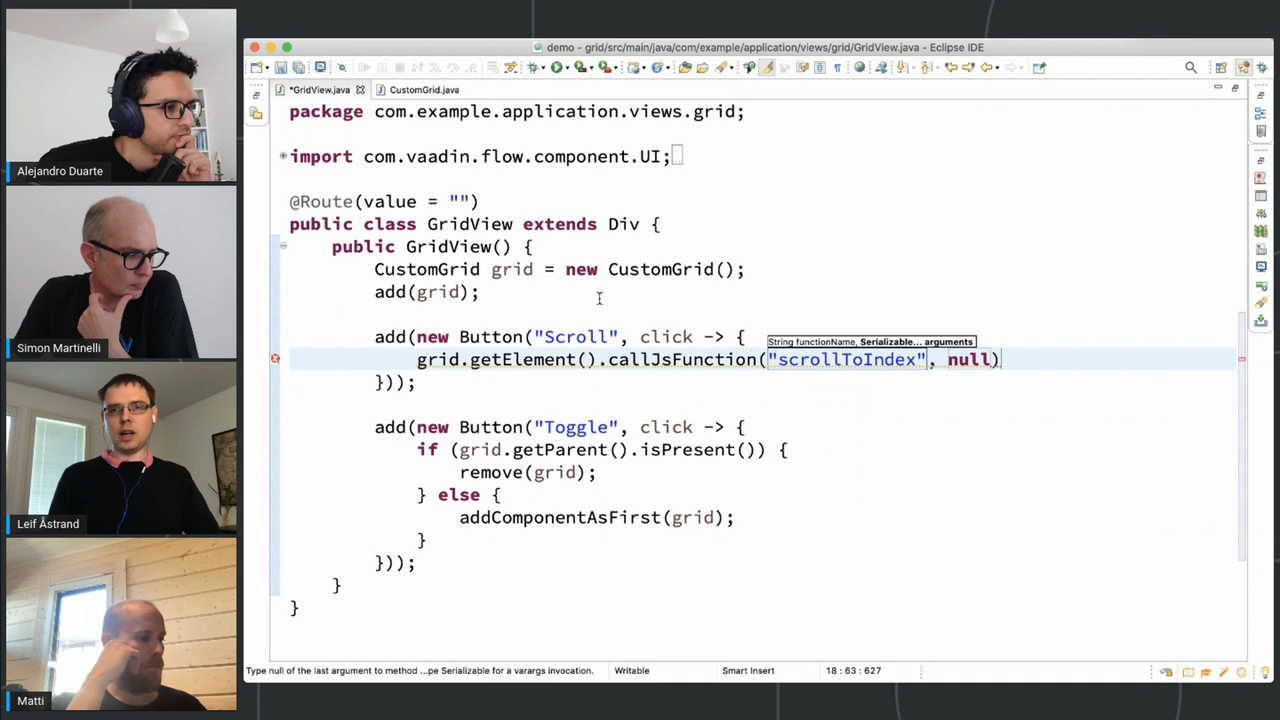 demo - grid/src/main/java/com/example/application/views/grid/GridView.java - Eclipse IDE
*GridView.java
CustomGrid.java
package com.example.application.views.grid;
import com.vaadin.flow.component.UI;
@Route(value = "")
public class GridView extends Div {
public GridView() {
CustomGrid grid = new CustomGrid();
add(grid);
add(new Button("Scroll", click -> {
String functionName, Serializable... arguments
grid.getElement().callJsFunction("scrollToIndex", null)
}));
add(new Button("Toggle", click -> {
if (grid.getParent().isPresent()) {
remove(grid);
} else {
addComponentAsFirst(grid);
}
}));
}
}
Type null of the last argument to method ...pe Serializable for a varargs invocation.
Writable
Smart Insert
18 : 63 : 627
Alejandro Duarte
Simon Martinelli
Leif Åstrand
Matti